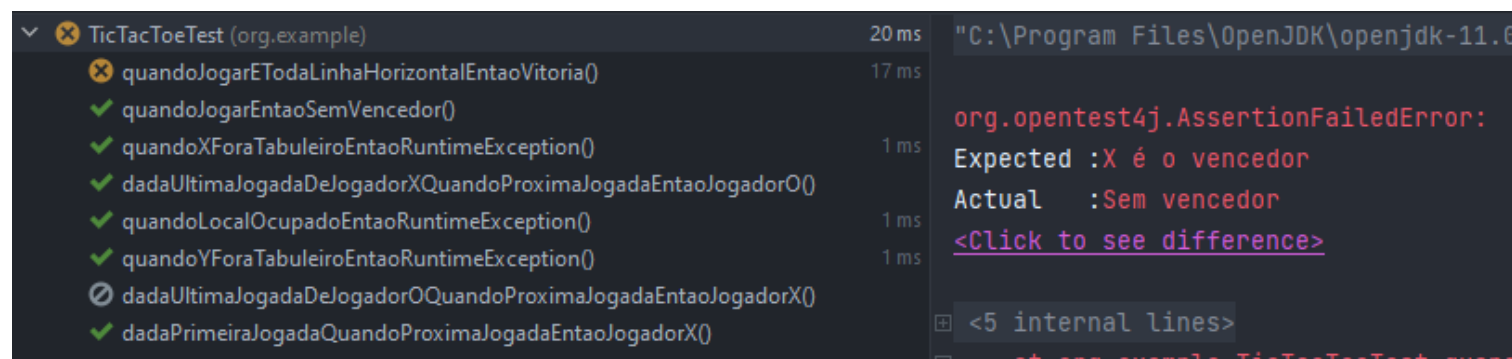 TicTacToeTest (org.example) 20 ms
quandoJogarETodaLinhaHorizontalEntaoVitoria() 17 ms
quandoJogarEntaoSemVencedor()
quandoXForaTabuleiroEntaoRuntimeException() 1 ms
dadaUltimaJogadaDeJogadorXQuandoProximaJogadaEntaoJogadorO()
quandoLocalOcupadoEntaoRuntimeException() 1 ms
quandoYForaTabuleiroEntaoRuntimeException() 1 ms
dadaUltimaJogadaDeJogadorOQuandoProximaJogadaEntaoJogadorX()
dadaPrimeiraJogadaQuandoProximaJogadaEntaoJogadorX()
"C:\Program Files\OpenJDK\openjdk-11.0
org.opentest4j.AssertionFailedError:
Expected :X é o vencedor
Actual :Sem vencedor
<Click to see difference>
<5 internal lines>